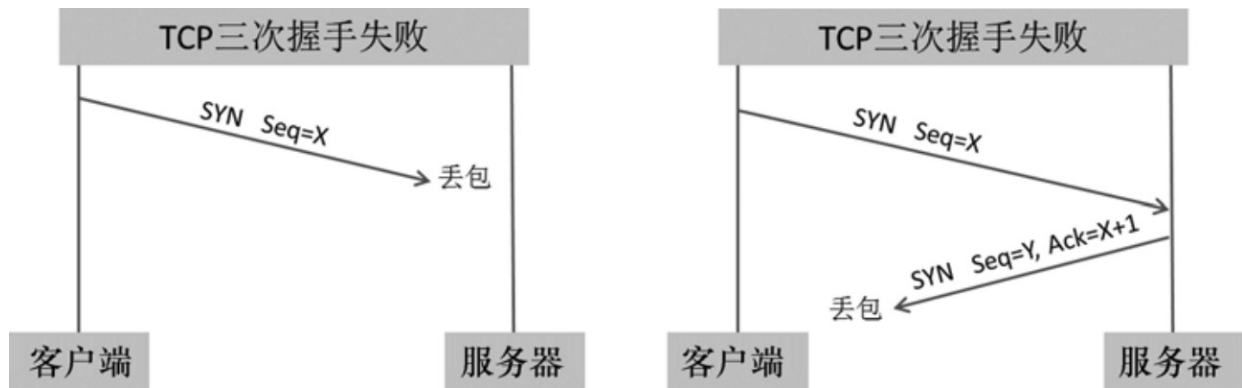 TCP三次握手失败
SYN Seq=X
丢包
客户端
服务器
TCP三次握手失败
SYN Seq=X
SYN Seq=Y, Ack=X+1
丢包
客户端
服务器